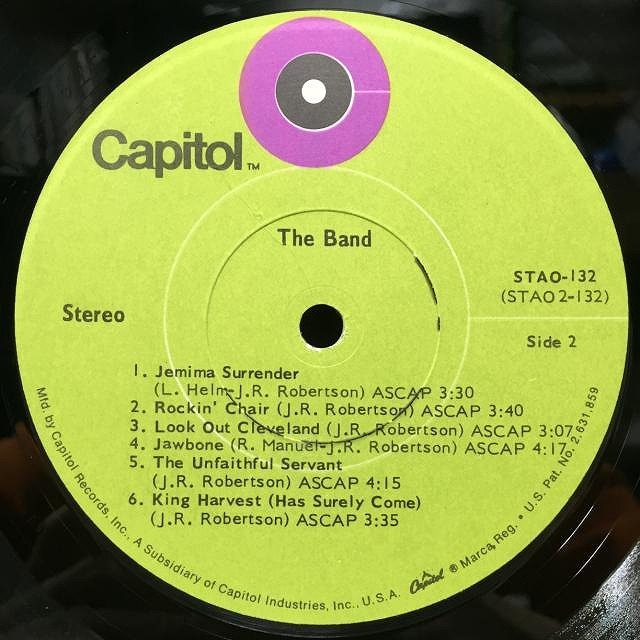 Capitol™
The Band
STAO-132
(STAO 2-132)
Stereo
Side 2
1. Jemima Surrender
(L. Helm-J.R. Robertson) ASCAP 3:30
2. Rockin' Chair (J.R. Robertson) ASCAP 3:40
3. Look Out Cleveland (J.R. Robertson) ASCAP 3:07
4. Jawbone (R. Manuel-J.R. Robertson) ASCAP 4:17
5. The Unfaithful Servant
(J.R. Robertson) ASCAP 4:15
6. King Harvest (Has Surely Come)
(J.R. Robertson) ASCAP 3:35
Mfd. by Capitol Records, Inc., A Subsidiary of Capitol Industries, Inc., U.S.A. Capitol ® Marca Reg. • U.S. Pat. No. 2,631,859